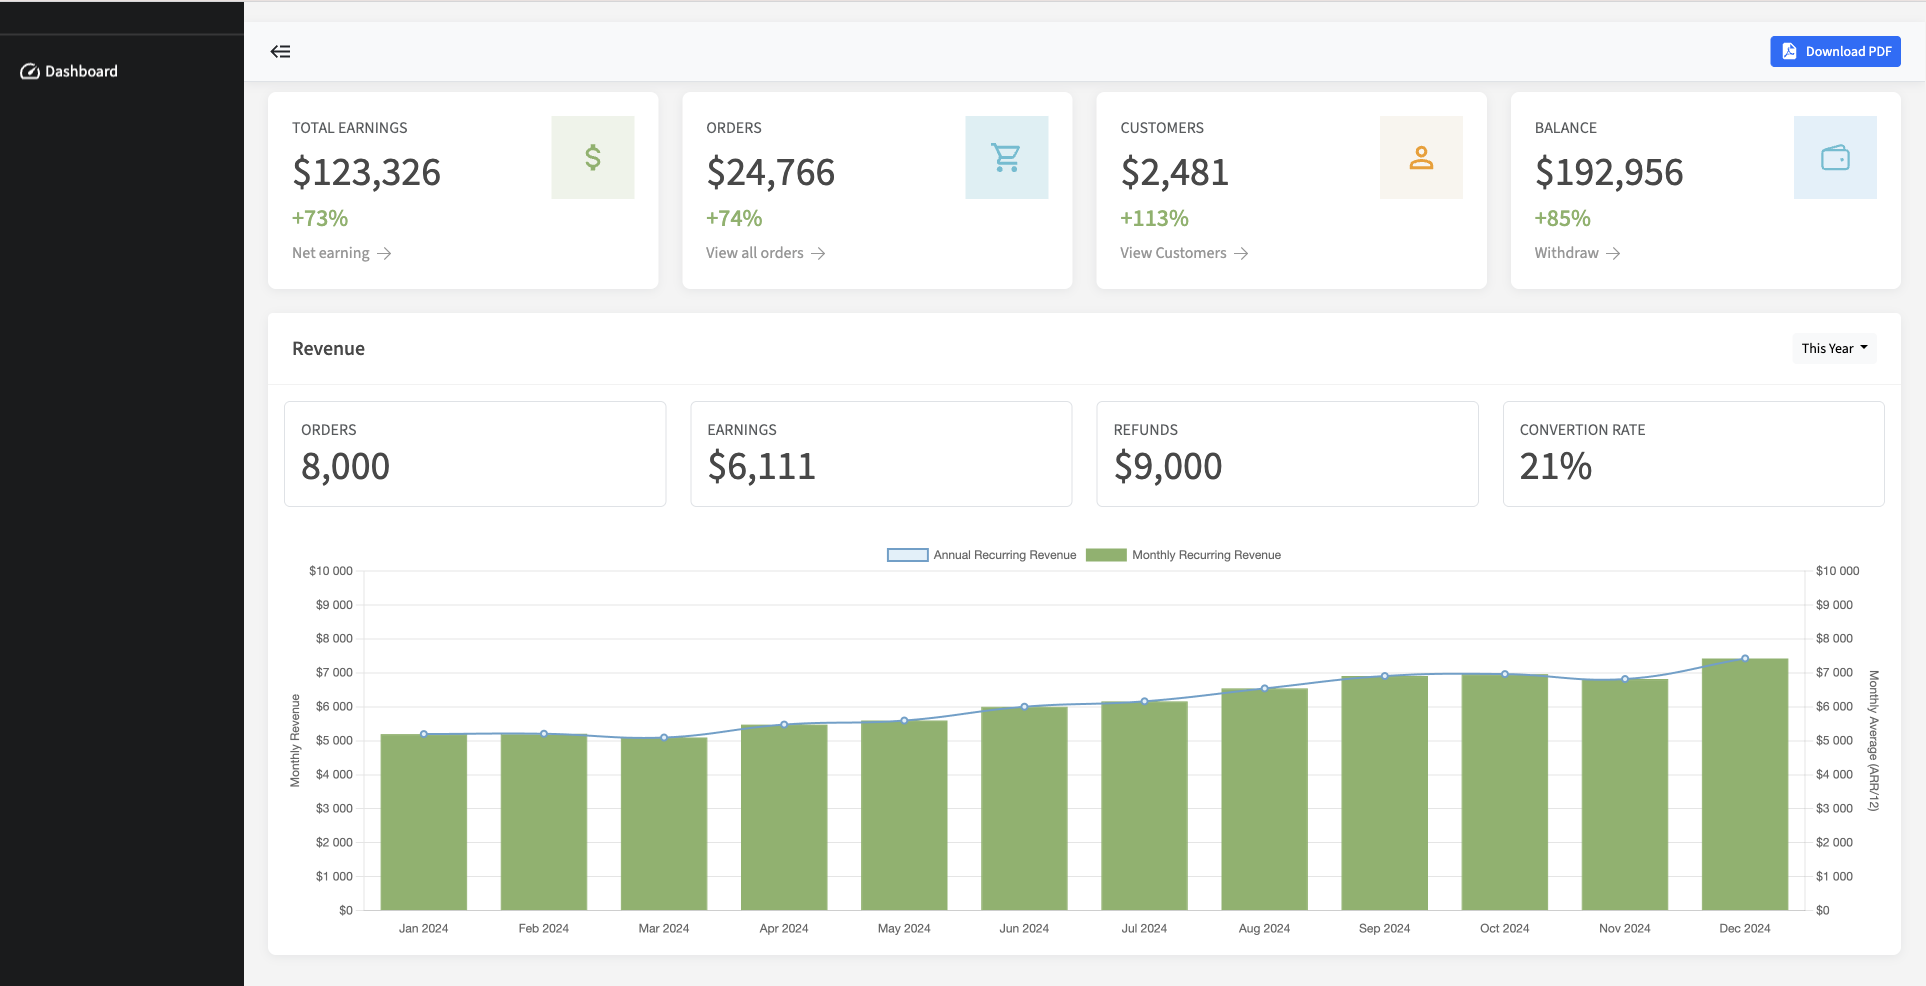 Dashboard
Download PDF
TOTAL EARNINGS
$123,326
+73%
Net earning
ORDERS
$24,766
+74%
View all orders
CUSTOMERS
$2,481
+113%
View Customers
BALANCE
$192,956
+85%
Withdraw
Revenue
This Year
ORDERS
8,000
EARNINGS
$6,111
REFUNDS
$9,000
CONVERTION RATE
21%
Annual Recurring Revenue
Monthly Recurring Revenue
Monthly Revenue
$10 000
$9 000
$8 000
$7 000
$6 000
$5 000
$4 000
$3 000
$2 000
$1 000
$0
Jan 2024
Feb 2024
Mar 2024
Apr 2024
May 2024
Jun 2024
Jul 2024
Aug 2024
Sep 2024
Oct 2024
Nov 2024
Dec 2024
$10 000
$9 000
$8 000
$7 000
$6 000
$5 000
$4 000
$3 000
$2 000
$1 000
$0
Monthly Average (ARR/12)